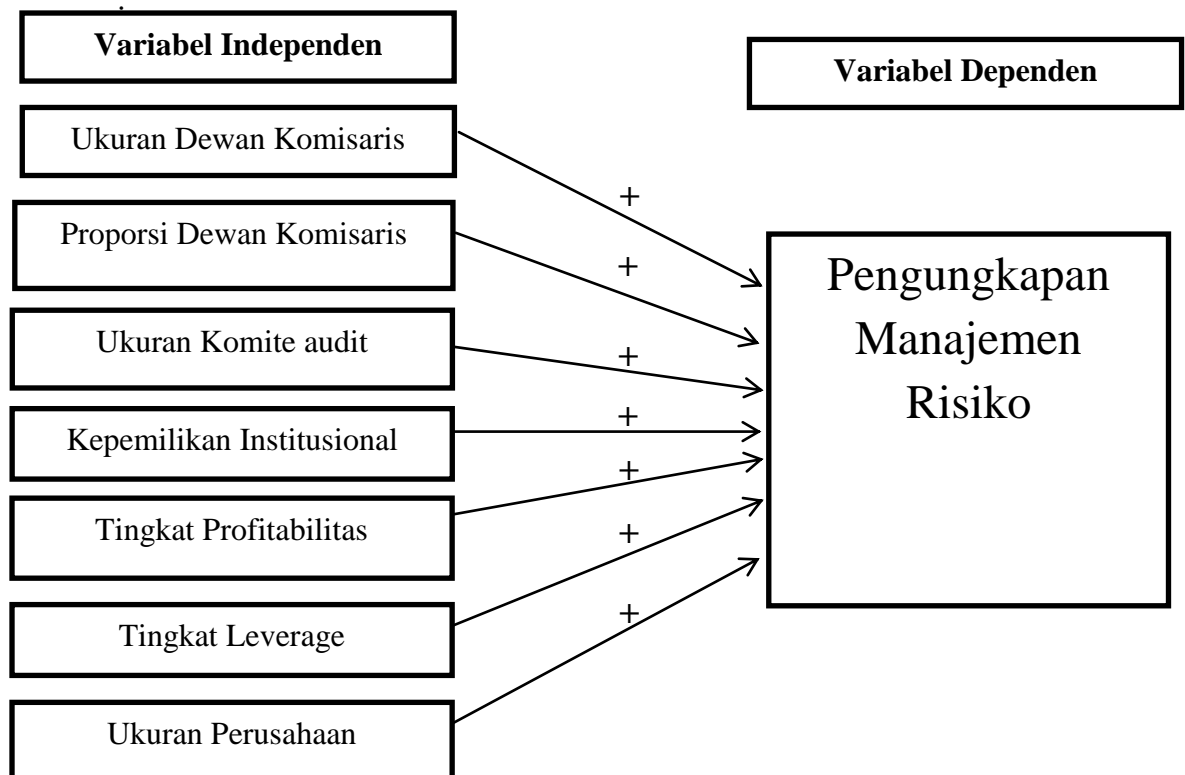 Variabel Independen
Variabel Dependen
Ukuran Dewan Komisaris
+
Proporsi Dewan Komisaris
+
Ukuran Komite audit
+
Kepemilikan Institusional
+
Tingkat Profitabilitas
+
Tingkat Leverage
+
Ukuran Perusahaan
+
Pengungkapan
Manajemen
Risiko